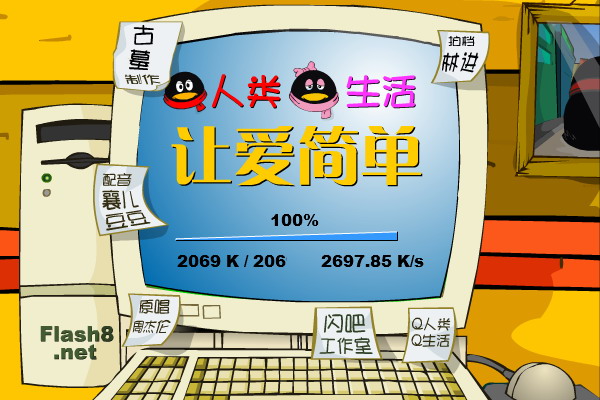 古
墓
制作
拍档
林进
Q人类 Q生活
让爱简单
配音
襄儿
豆豆
100%
2069 K / 206
2697.85 K/s
原唱
周杰伦
闪吧
工作室
Q人类
Q生活
Flash8
.net